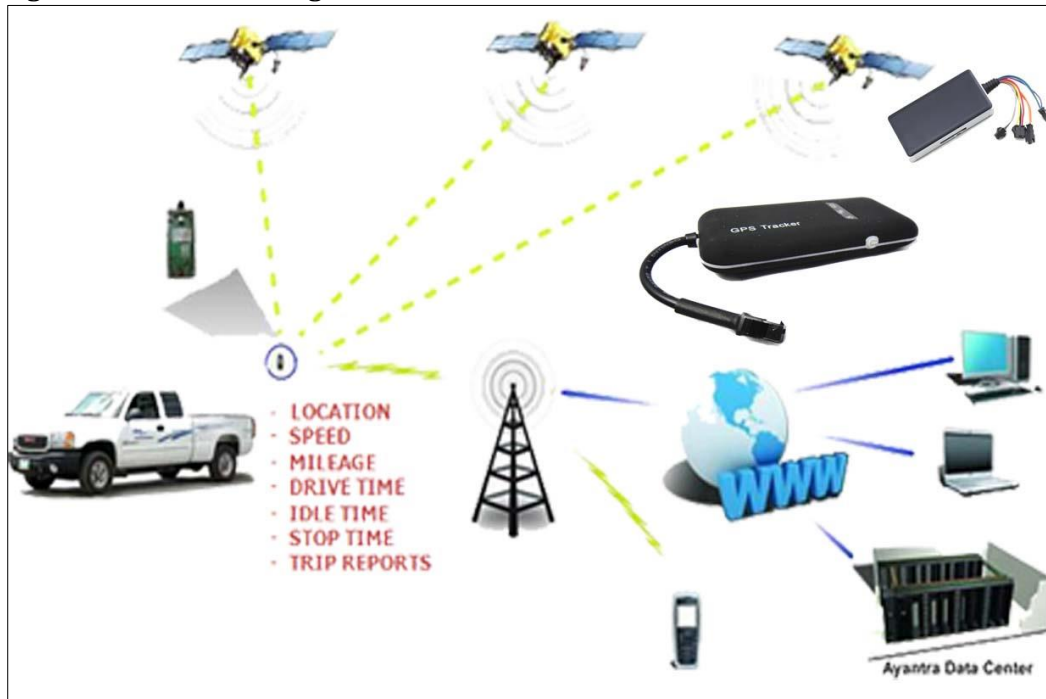 GPS Tracker
· LOCATION
· SPEED
· MILEAGE
· DRIVE TIME
· IDLE TIME
· STOP TIME
· TRIP REPORTS
WWW
Ayantra Data Center